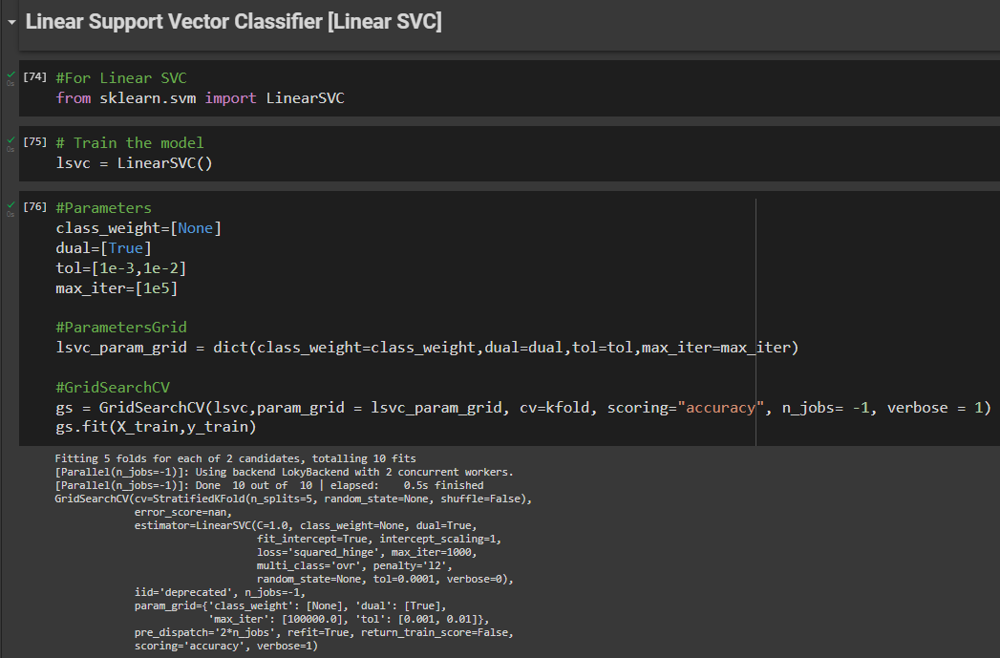 Linear Support Vector Classifier [Linear SVC]
[74] #For Linear SVC
from sklearn.svm import LinearSVC
0s
[75] # Train the model
lsvc = LinearSVC()
0s
[76] #Parameters
class_weight=[None]
0s
dual=[True]
tol=[1e-3,1e-2]
max_iter=[1e5]
#ParametersGrid
lsvc_param_grid = dict(class_weight=class_weight,dual=dual,tol=tol,max_iter=max_iter)
#GridSearchCV
gs = GridSearchCV(lsvc,param_grid = lsvc_param_grid, cv=kfold, scoring="accuracy", n_jobs= -1, verbose = 1)
gs.fit(X_train,y_train)
Fitting 5 folds for each of 2 candidates, totalling 10 fits
[Parallel(n_jobs=-1)]: Using backend LokyBackend with 2 concurrent workers.
[Parallel(n_jobs=-1)]: Done  10 out of  10 | elapsed:    0.5s finished
GridSearchCV(cv=StratifiedKFold(n_splits=5, random_state=None, shuffle=False),
error_score=nan,
estimator=LinearSVC(C=1.0, class_weight=None, dual=True,
fit_intercept=True, intercept_scaling=1,
loss='squared_hinge', max_iter=1000,
multi_class='ovr', penalty='l2',
random_state=None, tol=0.0001, verbose=0),
iid='deprecated', n_jobs=-1,
param_grid={'class_weight': [None], 'dual': [True],
'max_iter': [100000.0], 'tol': [0.001, 0.01]},
pre_dispatch='2*n_jobs', refit=True, return_train_score=False,
scoring='accuracy', verbose=1)